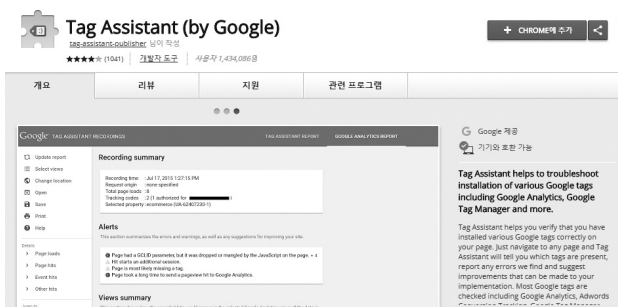 Tag Assistant (by Google)
tag-assistant-publisher 님이 작성
(1041) 개발자 도구 사용자 1,434,086명
+ CHROME에 추가
개요 리뷰 지원 관련 프로그램
Google TAG ASSISTANT RECORDINGS TAG ASSISTANT REPORT GOOGLE ANALYTICS REPORT
Update report
Select views
Change location
Open
Save
Print
Help
Details
Page loads
Page hits
Event hits
Other hits
Recording summary
Recording time :Jul 17, 2015 1:27:15 PM
Request origin :none specified
Total page loads :8
Tracking codes :2 (1 authorized for )
Selected property :ecommerce (UA-62407230-1)
Alerts
This section summarizes the errors and warnings, as well as any suggestions for improving your site.
Page had a GCLID parameter, but it was dropped or mangled by the JavaScript on the page. × 4
Hit starts an additional session.
Page is most likely missing a tag.
Page took a long time to send a pageview hit to Google Analytics.
Views summary
Google 제공
기기와 호환 가능
Tag Assistant helps to troubleshoot
installation of various Google tags
including Google Analytics, Google
Tag Manager and more.
Tag Assistant helps you verify that you have
installed various Google tags correctly on
your page. Just navigate to any page and Tag
Assistant will tell you which tags are present,
report any errors we find and suggest
improvements that can be made to your
implementation. Most Google tags are
checked including Google Analytics, Adwords